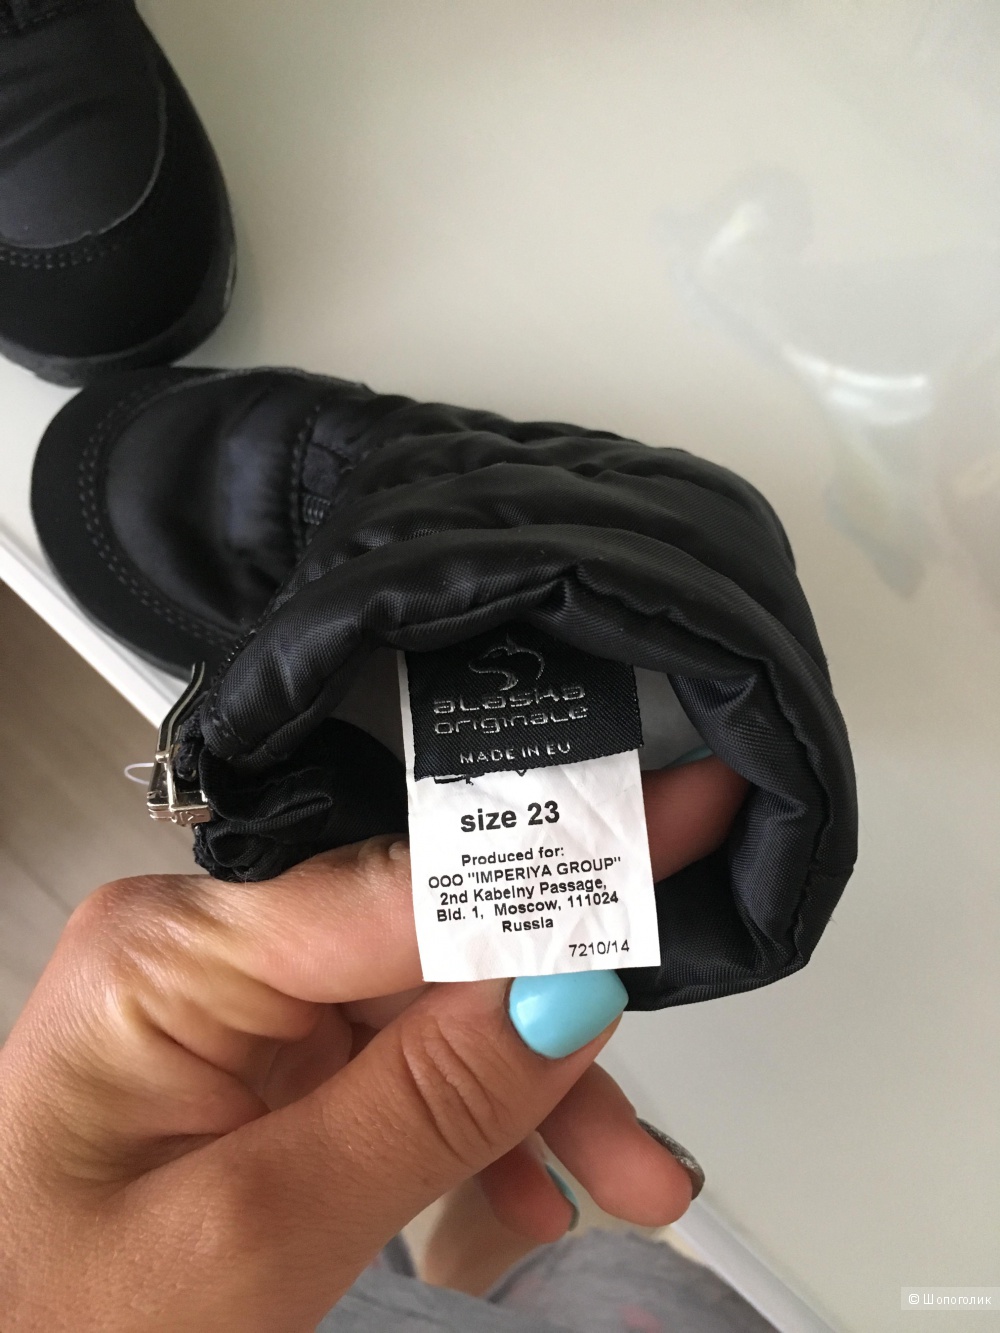 alaska
originale
MADE IN EU
size 23
Produced for:
OOO "IMPERIYA GROUP"
2nd Kabelny Passage,
Bld. 1, Moscow, 111024
Russia
7210/14
© Шопоголик